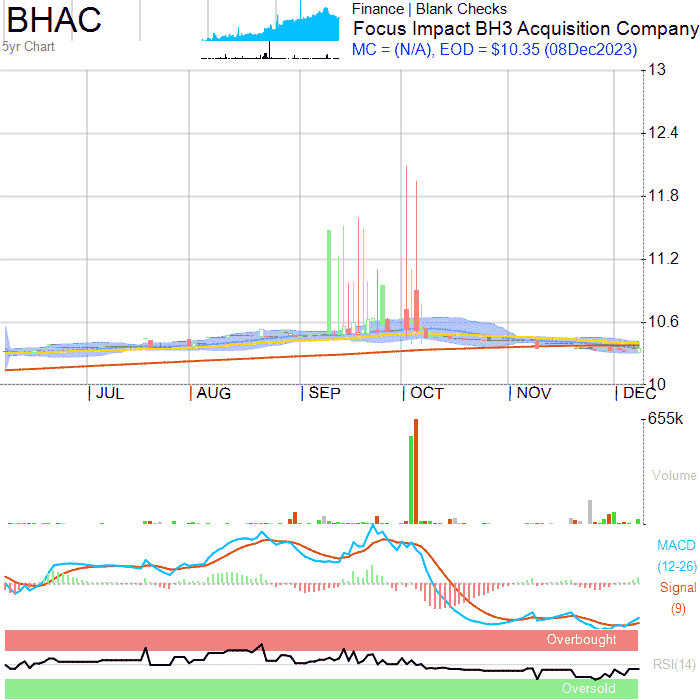 BHAC
5yr Chart
Finance | Blank Checks
Focus Impact BH3 Acquisition Company
MC = (N/A), EOD = $10.35 (08Dec2023)
13
12.4
11.8
11.2
10.6
10
JUL AUG SEP OCT NOV DEC
655k
Volume
MACD
(12-26)
Signal
(9)
Overbought
RSI(14)
Oversold